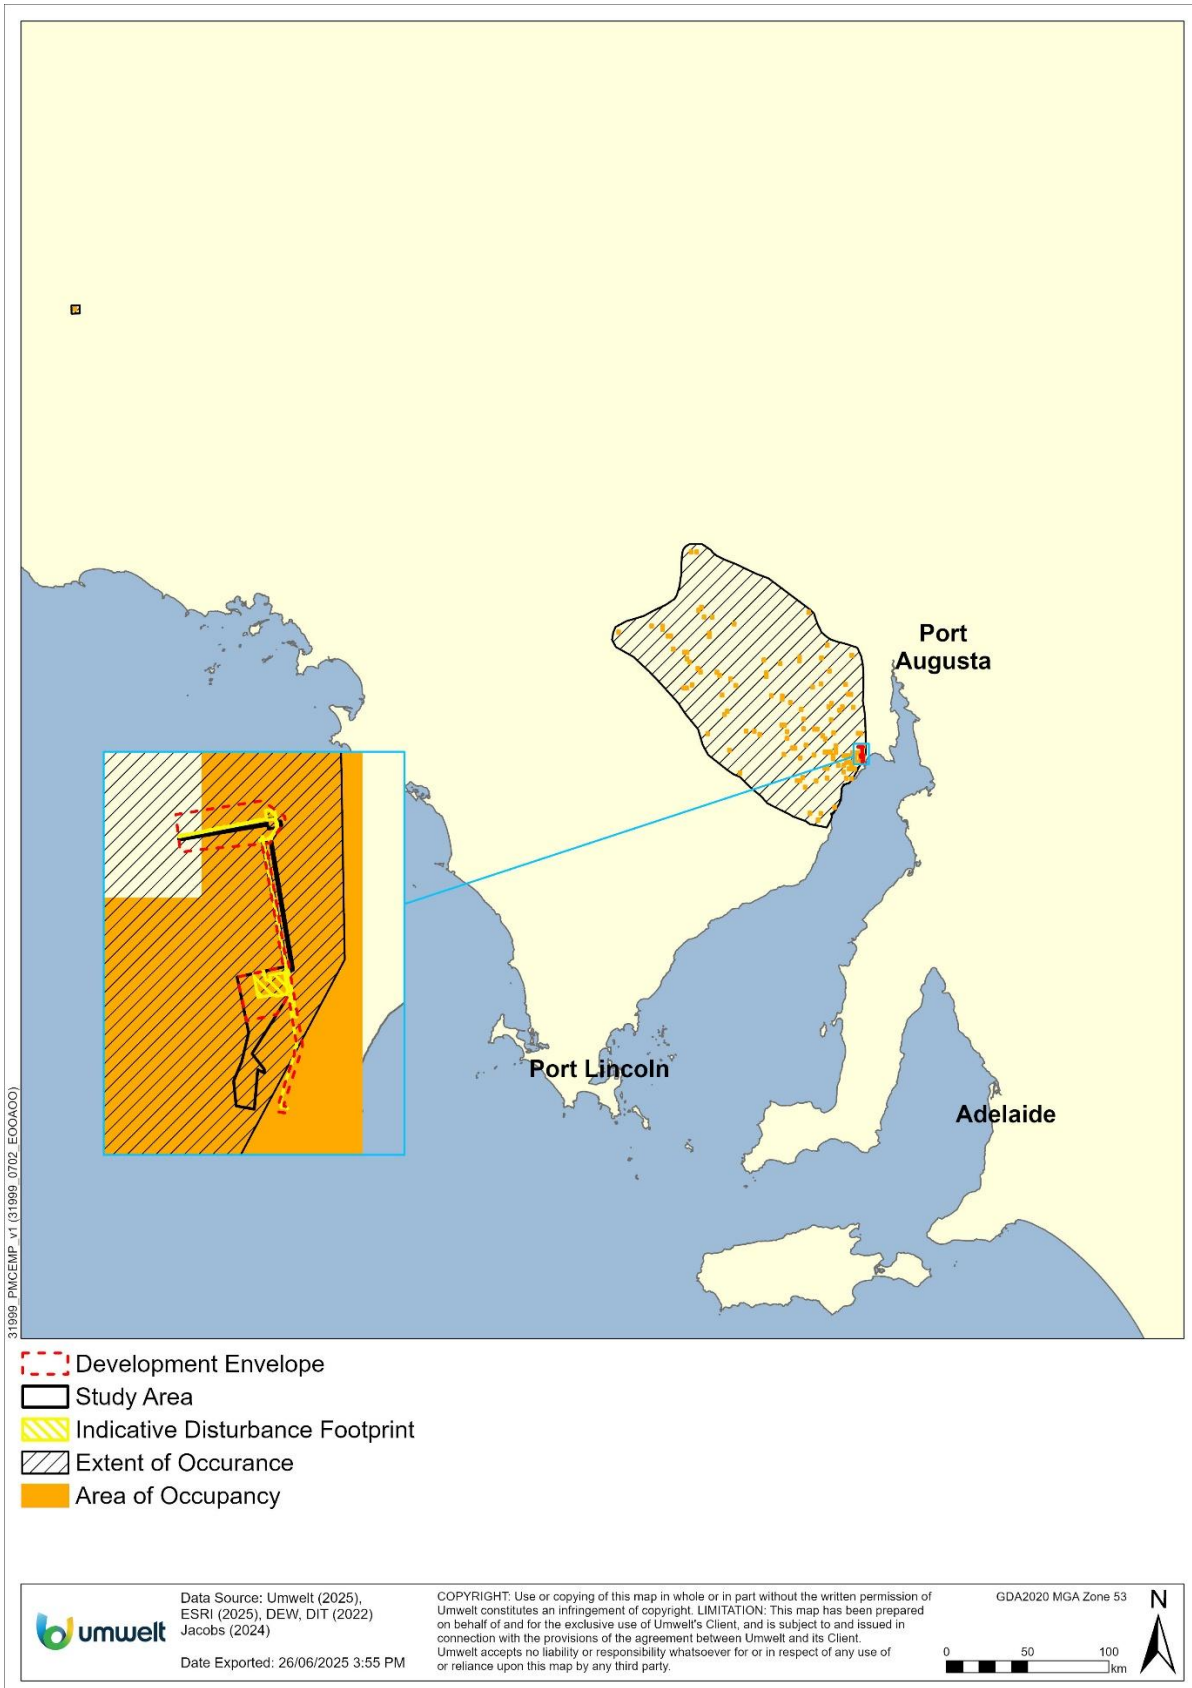 Port
Augusta
Port Lincoln
Adelaide
31999_PMCEMP_v1 (31999_0702_EOOAOO)
Development Envelope
Study Area
Indicative Disturbance Footprint
Extent of Occurance
Area of Occupancy
umwelt
Data Source: Umwelt (2025),
ESRI (2025), DEW, DIT (2022)
Jacobs (2024)
Date Exported: 26/06/2025 3:55 PM
COPYRIGHT: Use or copying of this map in whole or in part without the written permission of
Umwelt constitutes an infringement of copyright. LIMITATION: This map has been prepared
on behalf of and for the exclusive use of Umwelt's Client, and is subject to and issued in
connection with the provisions of the agreement between Umwelt and its Client.
Umwelt accepts no liability or responsibility whatsoever for or in respect of any use of
or reliance upon this map by any third party.
GDA2020 MGA Zone 53
N
0 50 100
km